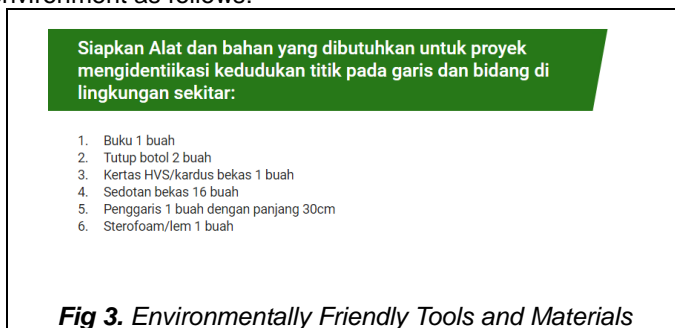 environment as follows:
Siapkan Alat dan bahan yang dibutuhkan untuk proyek
mengidentiikasi kedudukan titik pada garis dan bidang di
lingkungan sekitar:
1. Buku 1 buah
2. Tutup botol 2 buah
3. Kertas HVS/kardus bekas 1 buah
4. Sedotan bekas 16 buah
5. Penggaris 1 buah dengan panjang 30cm
6. Sterofoam/lem 1 buah
Fig 3. Environmentally Friendly Tools and Materials